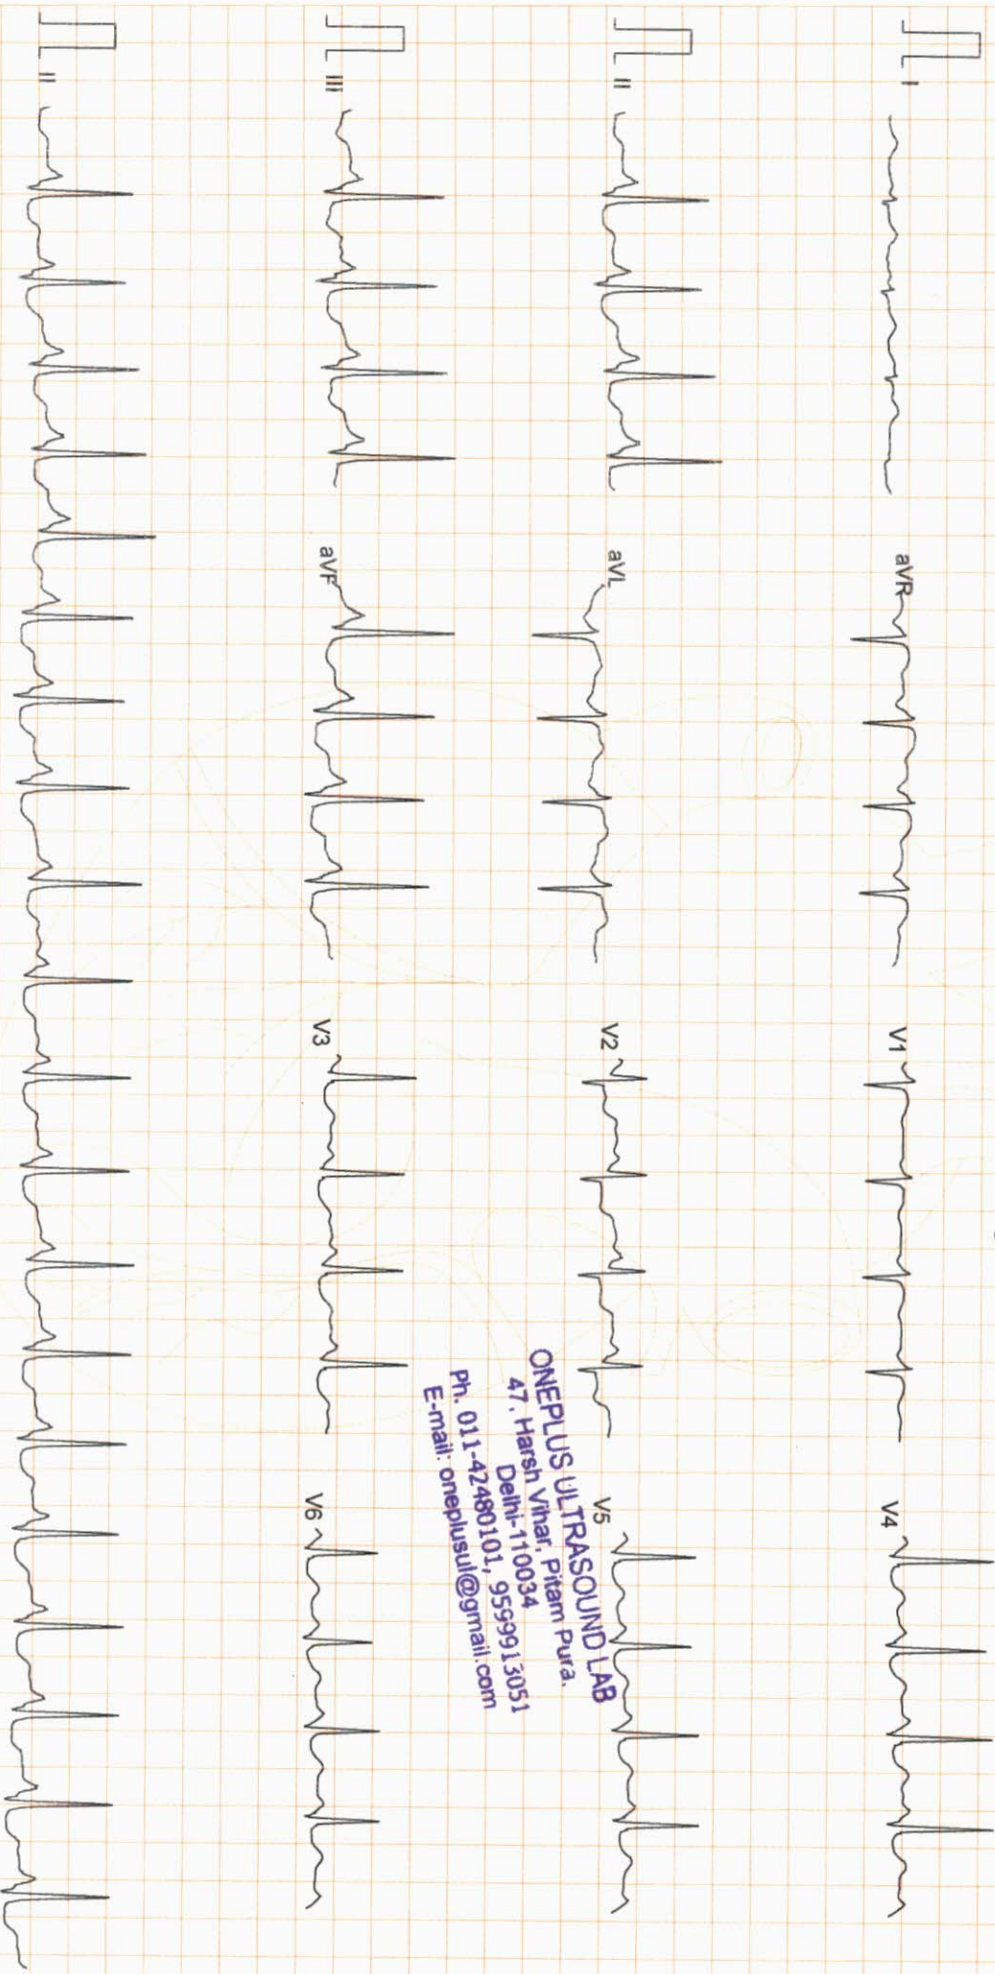 I
aVR
V1
V4
II
aVL
V2
V5
III
aVF
V3
V6
II
ONEPLUS ULTRASOUND LAB
47, Harsh Vihar, Pitam Pura.
Delhi-110034
Ph. 011-42480101, 9599913051
E-mail: oneplusul@gmail.com